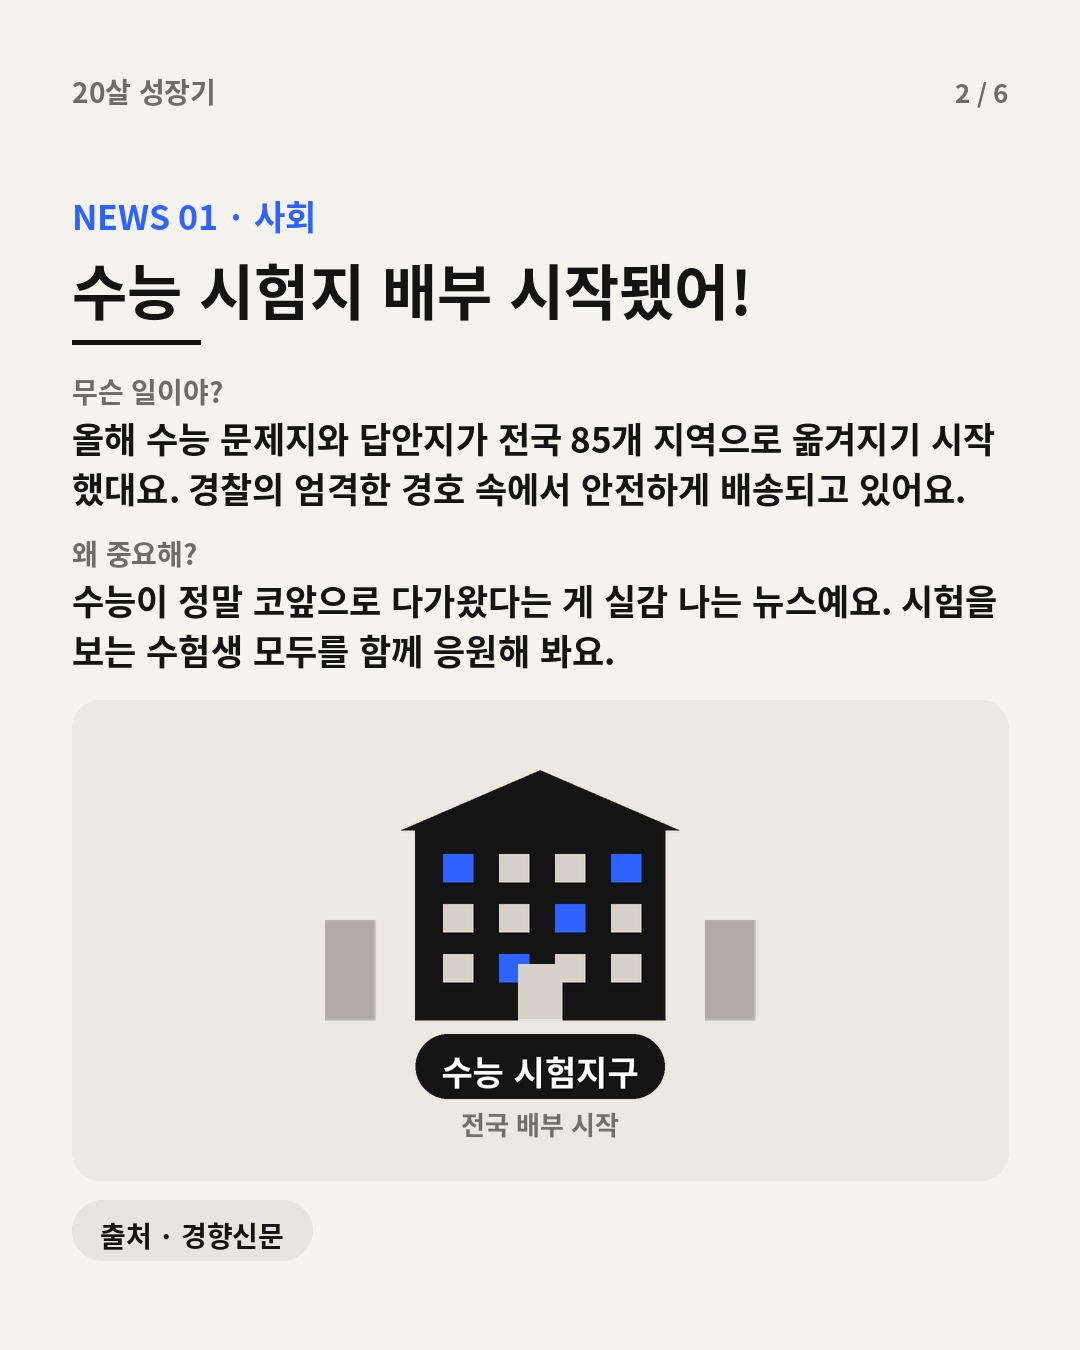 20살 성장기
2 / 6
NEWS 01 · 사회
수능 시험지 배부 시작됐어!
무슨 일이야?
올해 수능 문제지와 답안지가 전국 85개 지역으로 옮겨지기 시작
했대요. 경찰의 엄격한 경호 속에서 안전하게 배송되고 있어요.
왜 중요해?
수능이 정말 코앞으로 다가왔다는 게 실감 나는 뉴스예요. 시험을
보는 수험생 모두를 함께 응원해 봐요.
수능 시험지구
전국 배부 시작
출처 · 경향신문